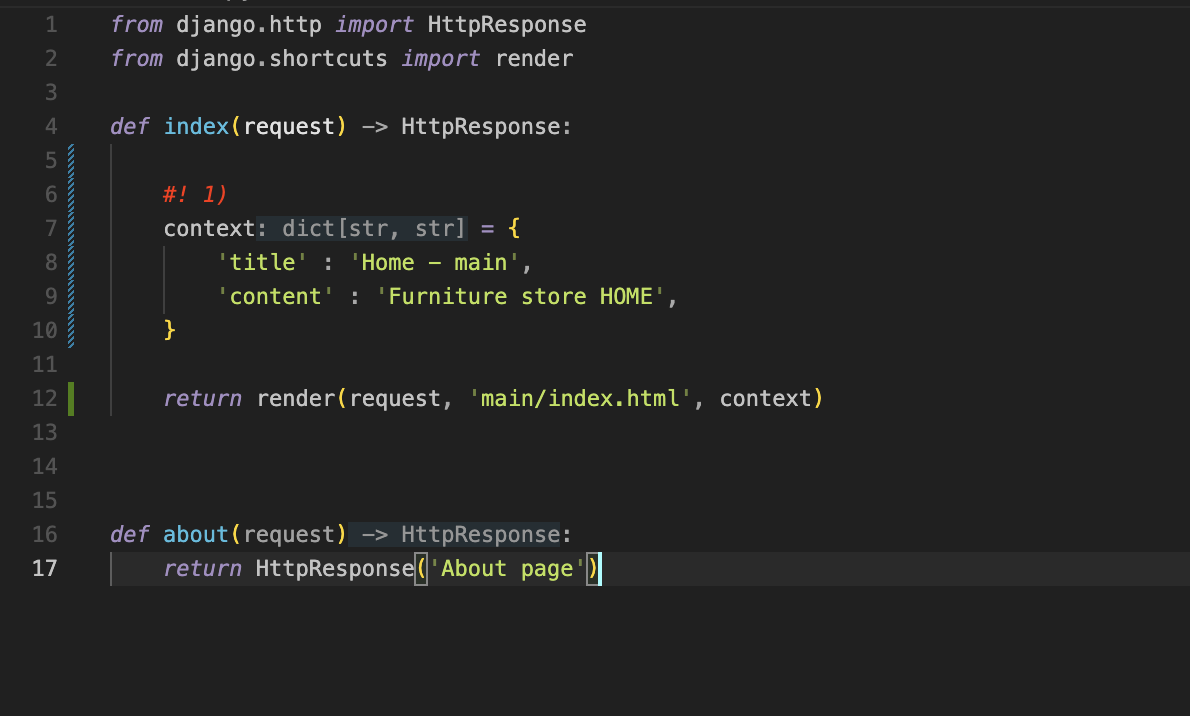 1 from django.http import HttpResponse
2 from django.shortcuts import render
3
4 def index(request) -> HttpResponse:
5
6 #! 1)
7 context: dict[str, str] = {
8 'title' : 'Home - main',
9 'content' : 'Furniture store HOME',
10 }
11
12 return render(request, 'main/index.html', context)
13
14
15
16 def about(request) -> HttpResponse:
17 return HttpResponse('About page')